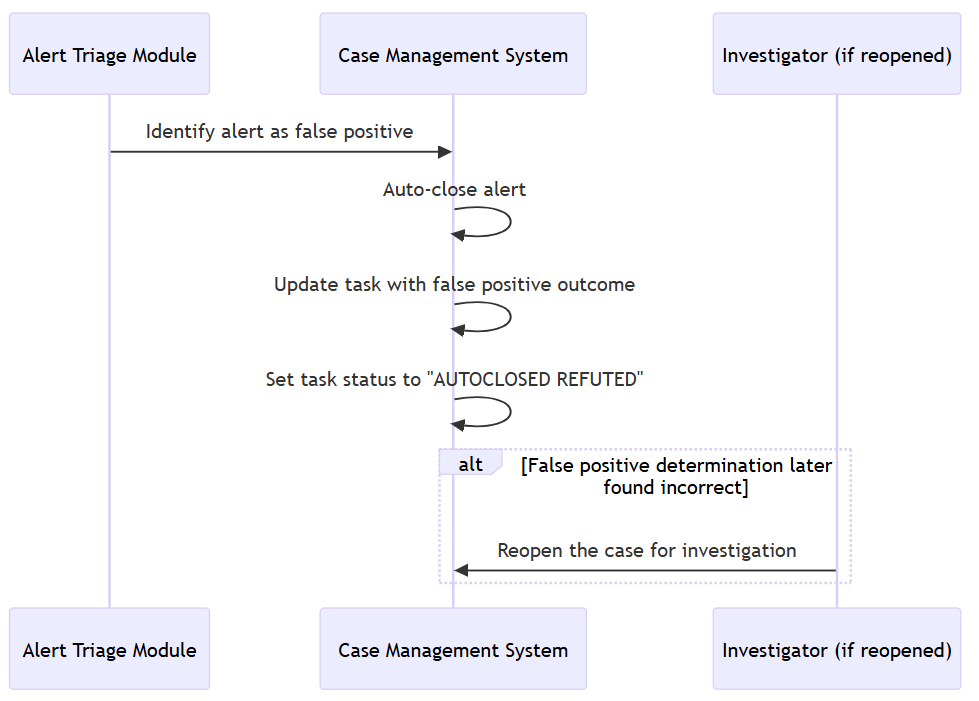 Alert Triage Module
Case Management System
Investigator (if reopened)
Identify alert as false positive
Auto-close alert
Update task with false positive outcome
Set task status to "AUTOCLOSED REFUTED"
alt
[False positive determination later
found incorrect]
Reopen the case for investigation
Alert Triage Module
Case Management System
Investigator (if reopened)